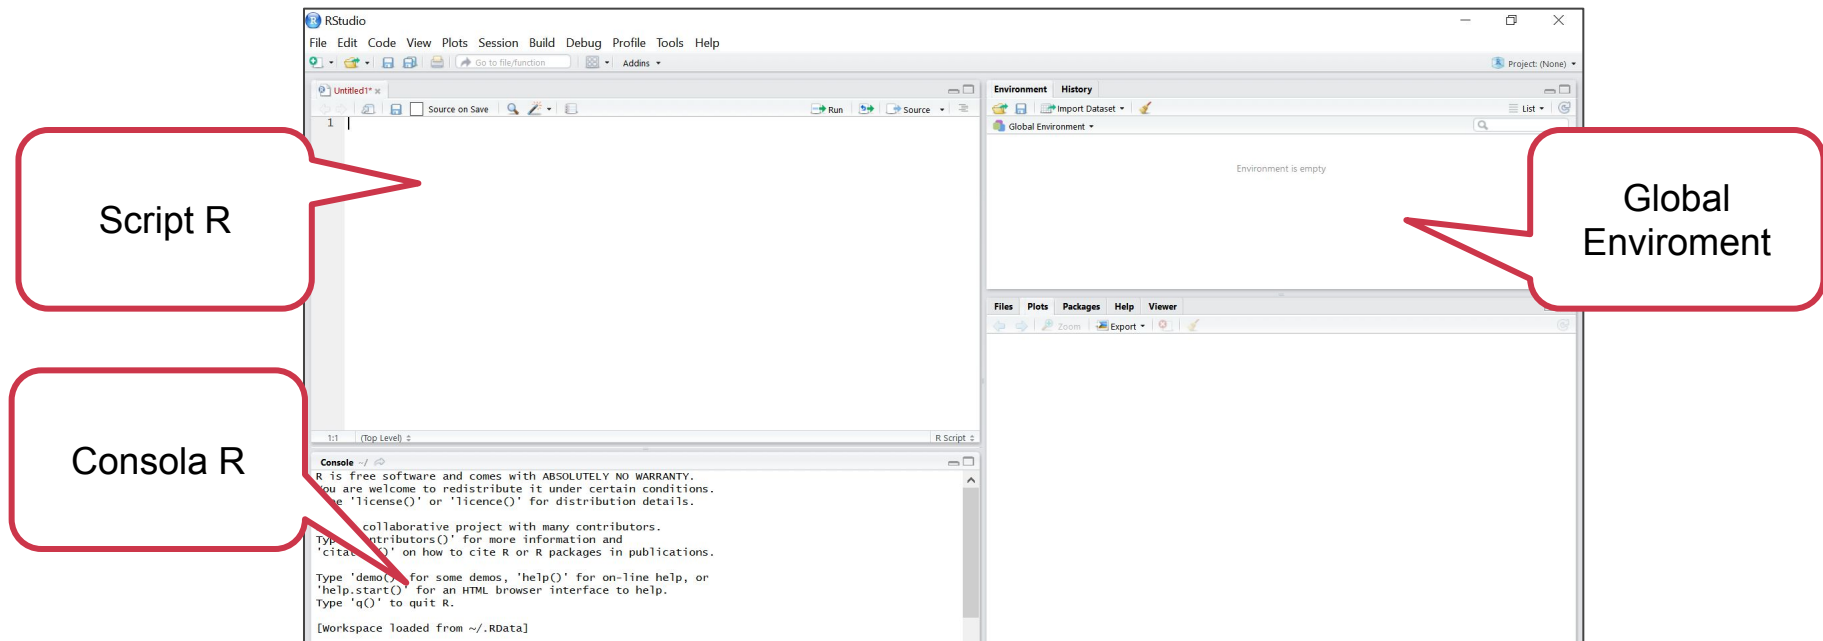 RStudio
File Edit Code View Plots Session Build Debug Profile Tools Help
Go to file/function Addins Project: (None)
Untitled1* x
Source on Save Run Source
1
Script R
1:1 (Top Level) R Script
Console ~/
R is free software and comes with ABSOLUTELY NO WARRANTY.
You are welcome to redistribute it under certain conditions.
'license()' or 'licence()' for distribution details.
collaborative project with many contributors.
'contributors()' for more information and
on how to cite R or R packages in publications.
Type 'demo()' for some demos, 'help()' for on-line help, or
'help.start()' for an HTML browser interface to help.
Type 'q()' to quit R.
[Workspace loaded from ~/.RData]
Consola R
Environment History
Import Dataset List
Global Environment
Environment is empty
Global
Enviroment
Files Plots Packages Help Viewer
Zoom Export